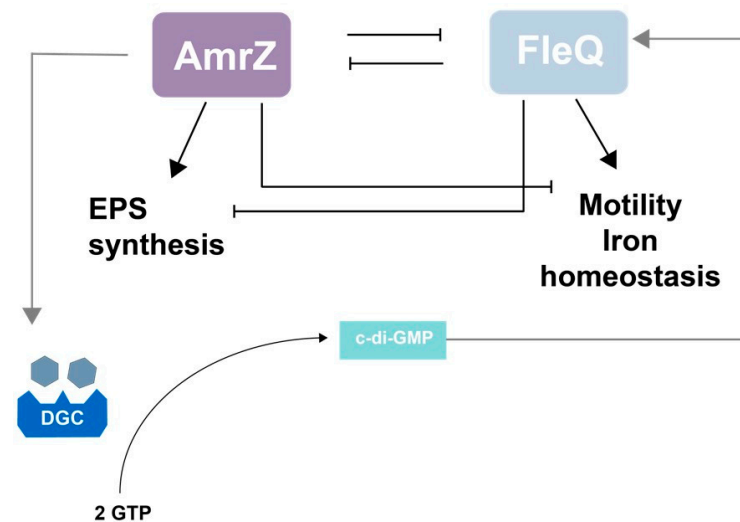 AmrZ
FleQ
EPS
synthesis
Motility
Iron
homeostasis
c-di-GMP
DGC
2 GTP